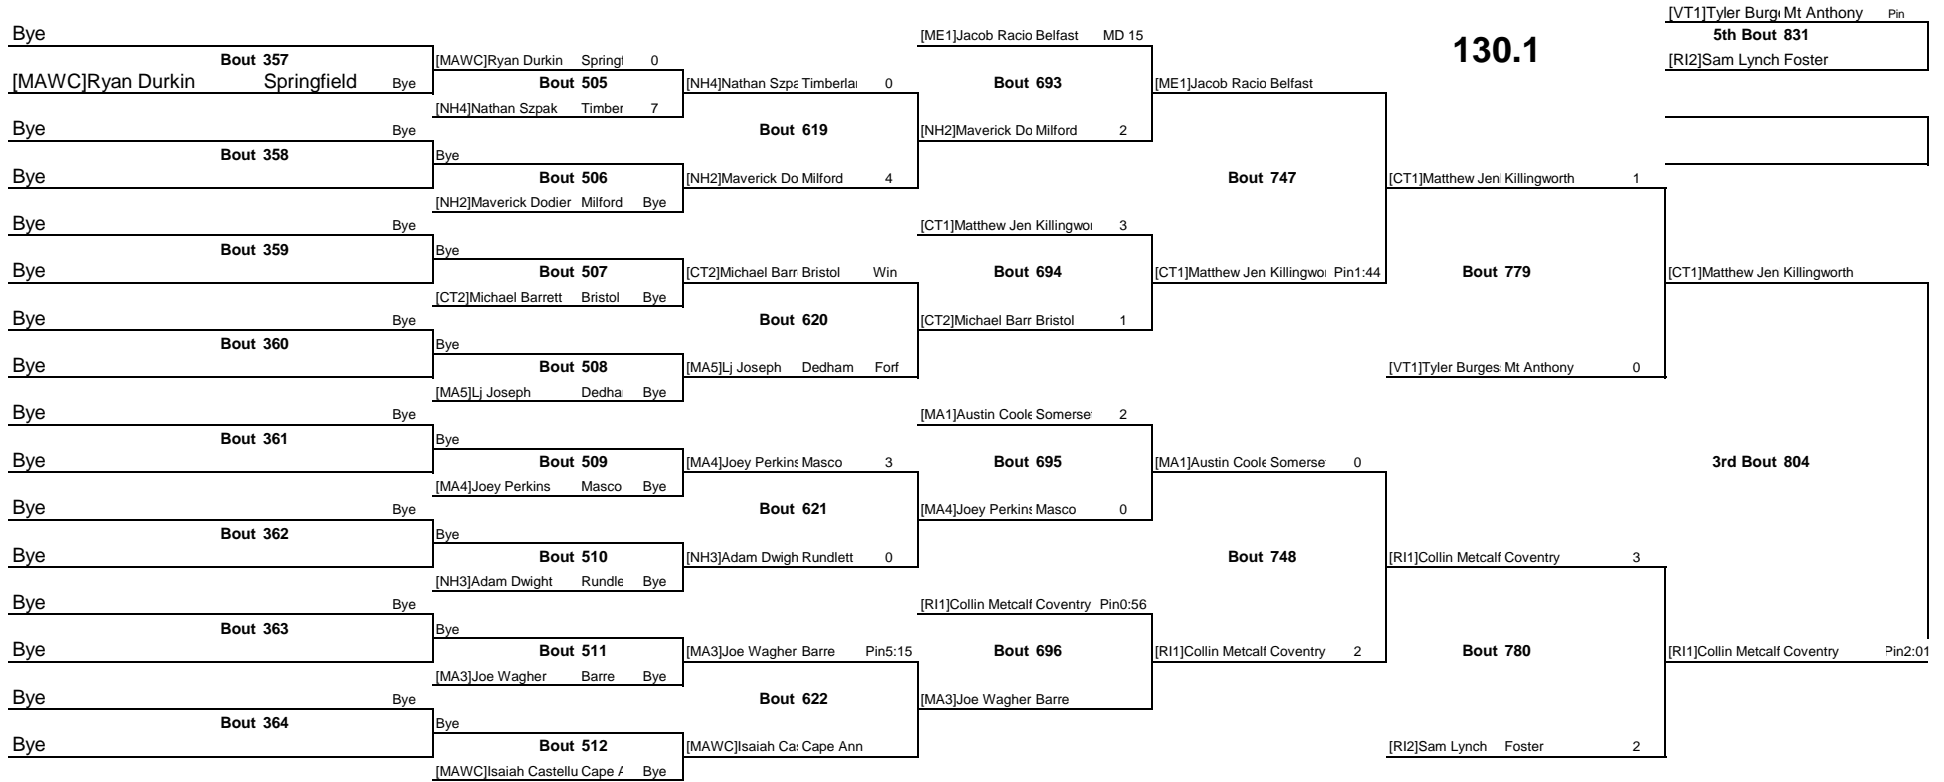 130.1
Bye
Bout 357
[MAWC]Ryan Durkin Springfield Bye
Bye Bye
Bout 358
Bye
Bye Bye
Bout 359
Bye
Bye Bye
Bout 360
Bye
Bye Bye
Bout 361
Bye
Bye Bye
Bout 362
Bye
Bye Bye
Bout 363
Bye
Bye Bye
Bout 364
Bye
[MAWC]Ryan Durkin Springf 0
Bout 505
[NH4]Nathan Szpak Timber 7
Bye
Bout 506
[NH2]Maverick Dodier Milford Bye
Bye
Bout 507
[CT2]Michael Barrett Bristol Bye
Bye
Bout 508
[MA5]Lj Joseph Dedha Bye
Bye
Bout 509
[MA4]Joey Perkins Masco Bye
Bye
Bout 510
[NH3]Adam Dwight Rundle Bye
Bye
Bout 511
[MA3]Joe Wagher Barre Bye
Bye
Bout 512
[MAWC]Isaiah Castellu Cape A Bye
[NH4]Nathan Szpa Timberla 0
Bout 619
[NH2]Maverick Do Milford 4
[CT2]Michael Barr Bristol Win
Bout 620
[MA5]Lj Joseph Dedham Forf
[MA4]Joey Perkins Masco 3
Bout 621
[NH3]Adam Dwigh Rundlett 0
[MA3]Joe Wagher Barre Pin5:15
Bout 622
[MAWC]Isaiah Cas Cape Ann
[ME1]Jacob Racio Belfast MD 15
Bout 693
[NH2]Maverick Do Milford 2
[CT1]Matthew Jen Killingwor 3
Bout 694
[CT2]Michael Barr Bristol 1
[MA1]Austin Coole Somerse 2
Bout 695
[MA4]Joey Perkins Masco 0
[RI1]Collin Metcalf Coventry Pin0:56
Bout 696
[MA3]Joe Wagher Barre
[ME1]Jacob Racio Belfast
Bout 747
[CT1]Matthew Jen Killingwor Pin1:44
[MA1]Austin Coole Somerse 0
Bout 748
[RI1]Collin Metcalf Coventry 2
[CT1]Matthew Jen Killingworth 1
Bout 779
[VT1]Tyler Burges Mt Anthony 0
[RI1]Collin Metcalf Coventry 3
Bout 780
[RI2]Sam Lynch Foster 2
[VT1]Tyler Burge Mt Anthony Pin
5th Bout 831
[RI2]Sam Lynch Foster
[CT1]Matthew Jen Killingworth
3rd Bout 804
[RI1]Collin Metcalf Coventry Pin2:01